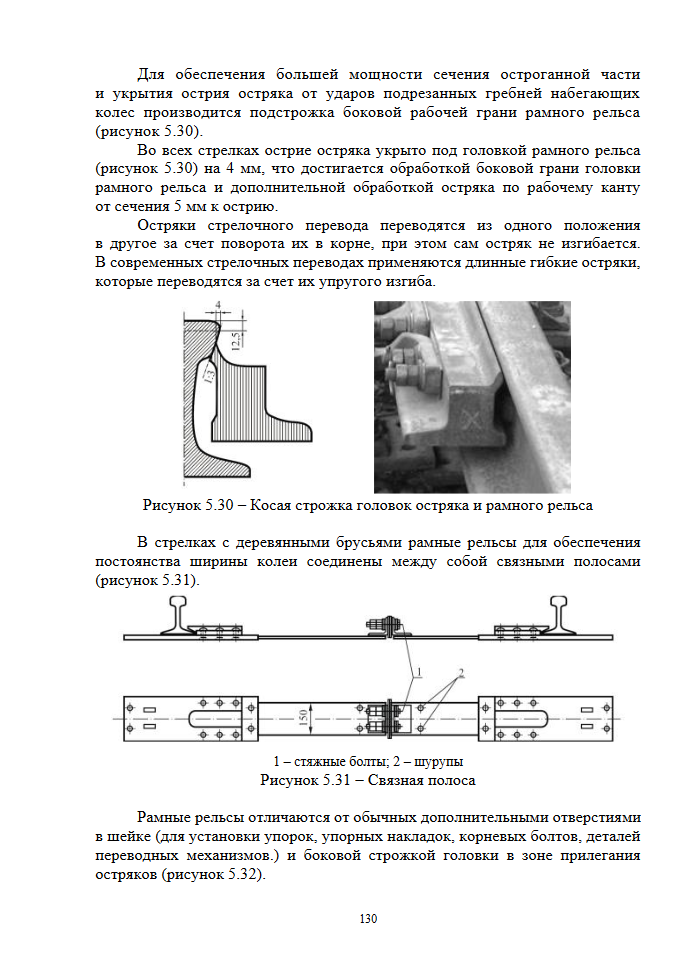 Для обеспечения большей мощности сечения остроганной части
и укрытия острия остряка от ударов подрезанных гребней набегающих
колес производится подстрожка боковой рабочей грани рамного рельса
(рисунок 5.30).
Во всех стрелках острие остряка укрыто под головкой рамного рельса
(рисунок 5.30) на 4 мм, что достигается обработкой боковой грани головки
рамного рельса и дополнительной обработкой остряка по рабочему канту
от сечения 5 мм к острию.
Остряки стрелочного перевода переводятся из одного положения
в другое за счет поворота их в корне, при этом сам остряк не изгибается.
В современных стрелочных переводах применяются длинные гибкие остряки,
которые переводятся за счет их упругого изгиба.
4
12,5
1:3
Рисунок 5.30 – Косая строжка головок остряка и рамного рельса
В стрелках с деревянными брусьями рамные рельсы для обеспечения
постоянства ширины колеи соединены между собой связными полосами
(рисунок 5.31).
1
2
150
1 – стяжные болты; 2 – шурупы
Рисунок 5.31 – Связная полоса
Рамные рельсы отличаются от обычных дополнительными отверстиями
в шейке (для установки упорок, упорных накладок, корневых болтов, деталей
переводных механизмов.) и боковой строжкой головки в зоне прилегания
остряков (рисунок 5.32).
130